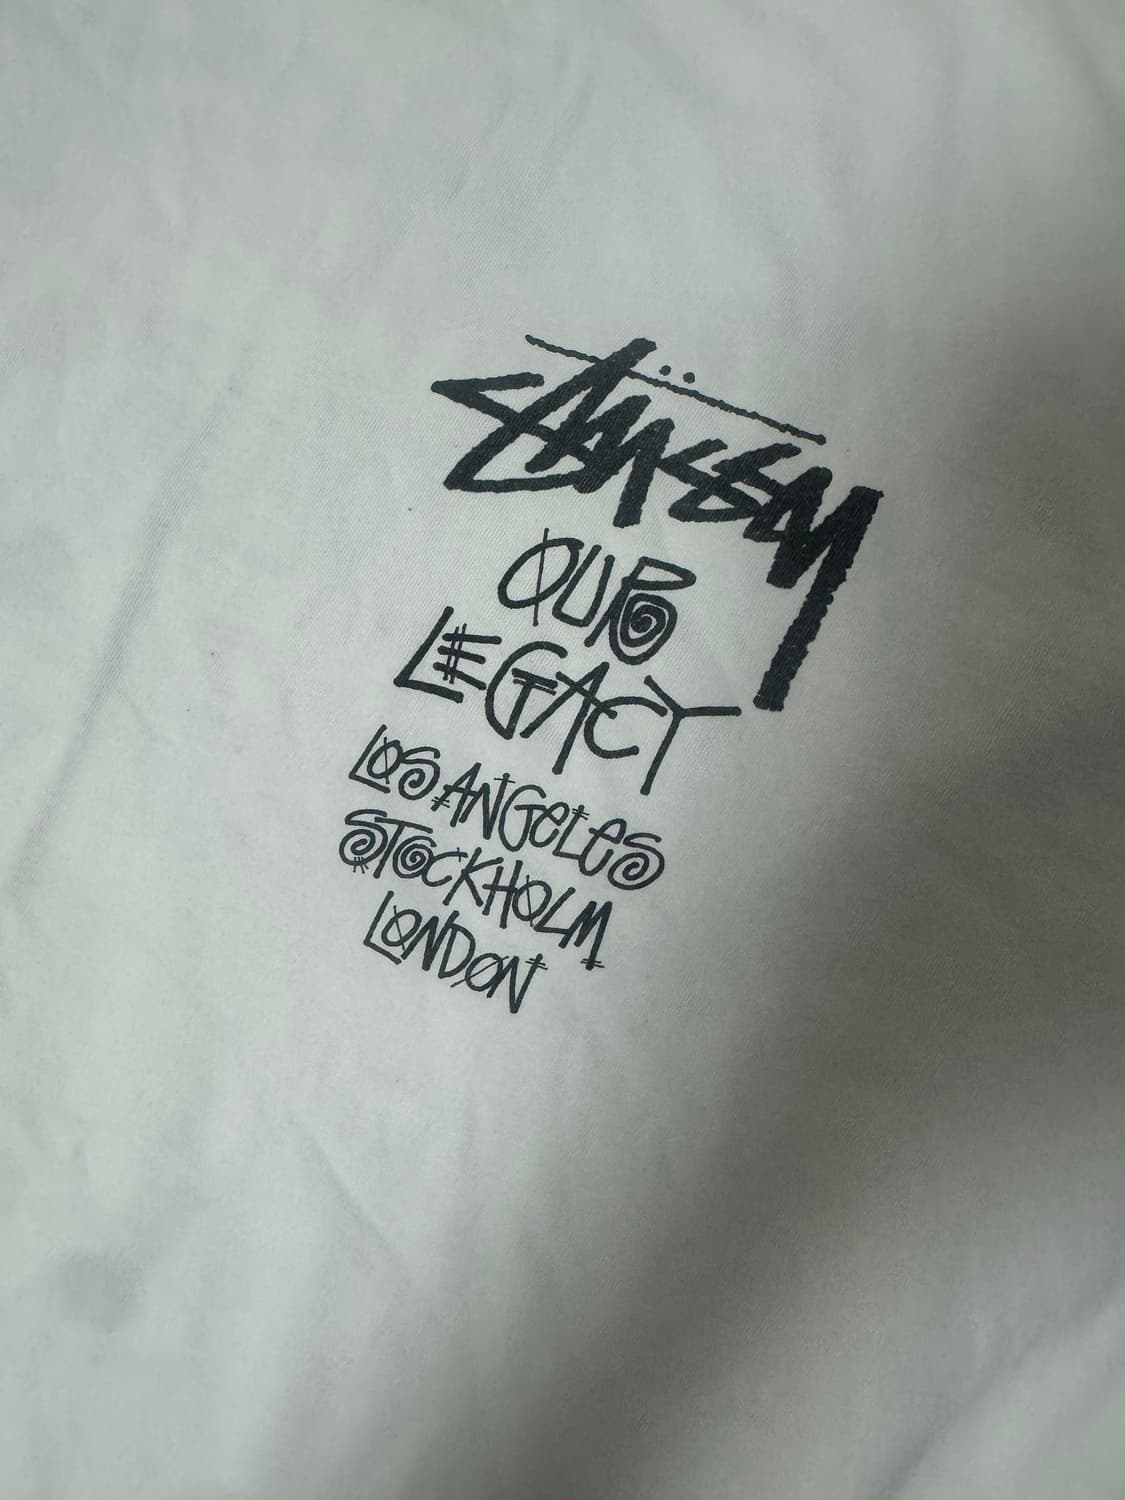 Stüssy
OUR
LEGACY
LOS ANGELES
STOCKHOLM
LONDON